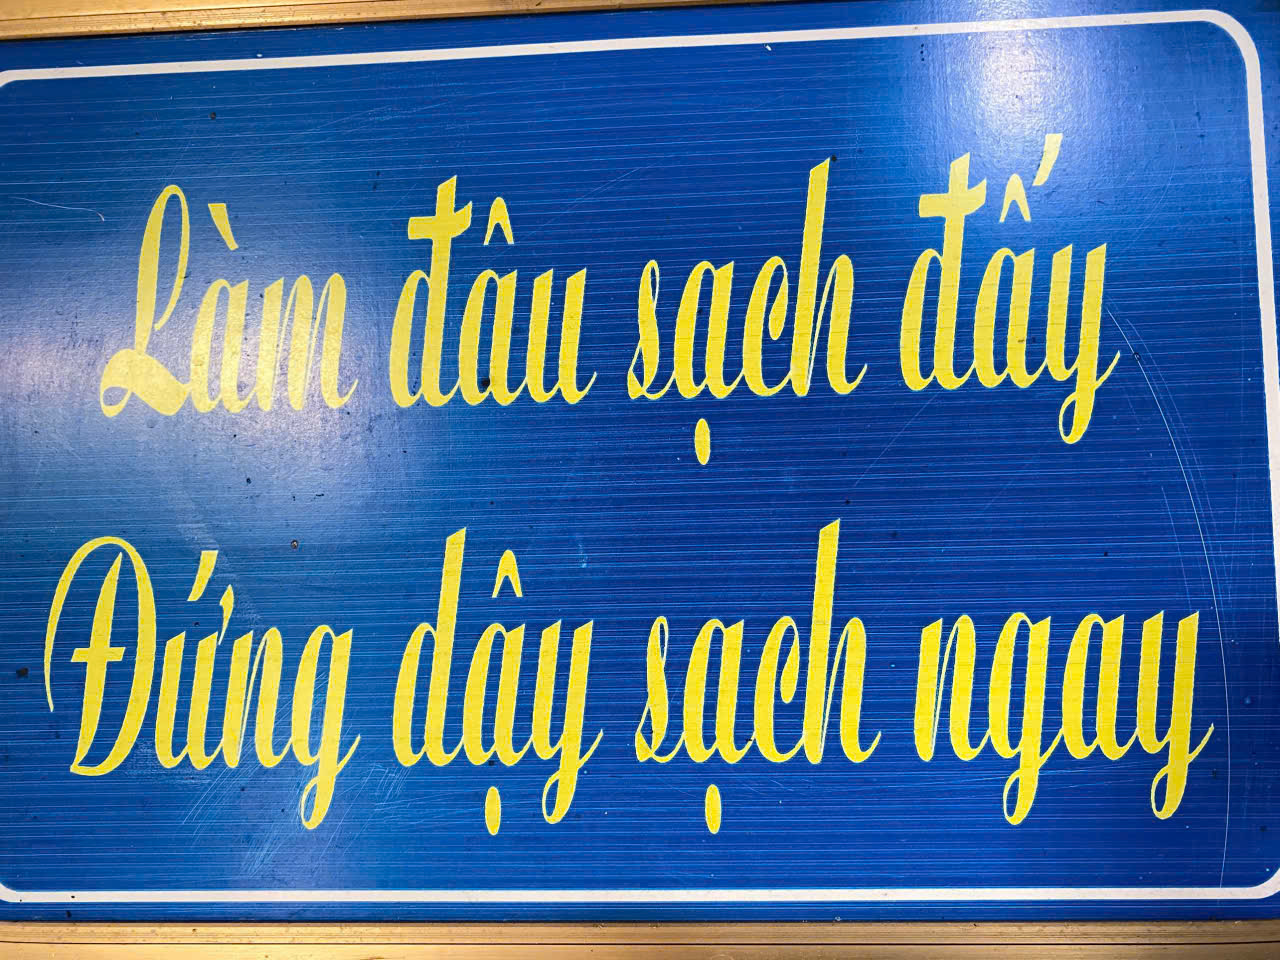 Làm đâu sạch đấy
Đứng dậy sạch ngay